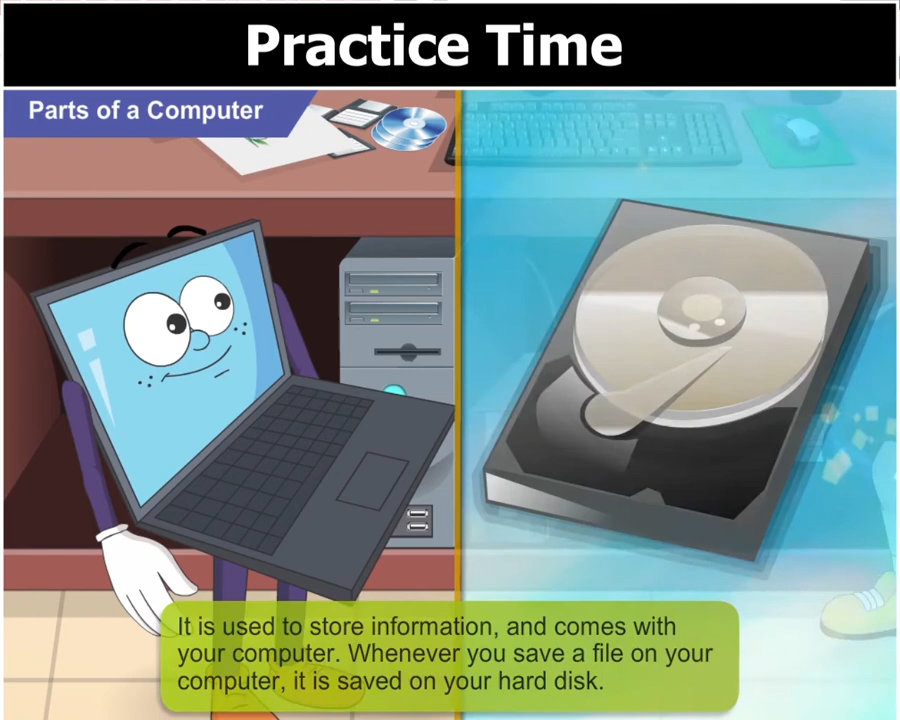 Practice Time
Parts of a Computer
It is used to store information, and comes with
your computer. Whenever you save a file on your
computer, it is saved on your hard disk.